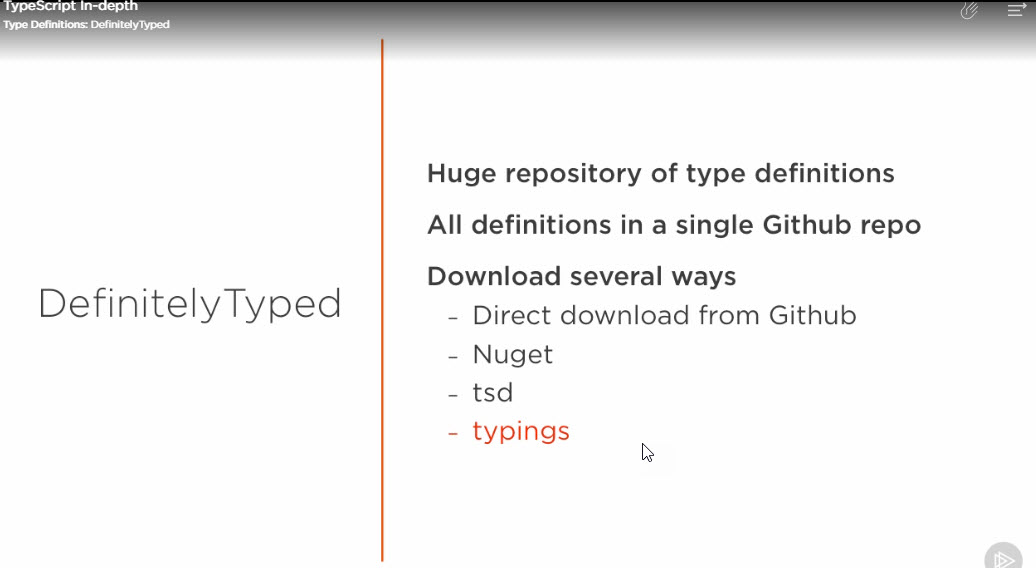 TypeScript In-depth
Type Definitions: DefinitelyTyped
DefinitelyTyped
Huge repository of type definitions
All definitions in a single Github repo
Download several ways
– Direct download from Github
– Nuget
– tsd
– typings